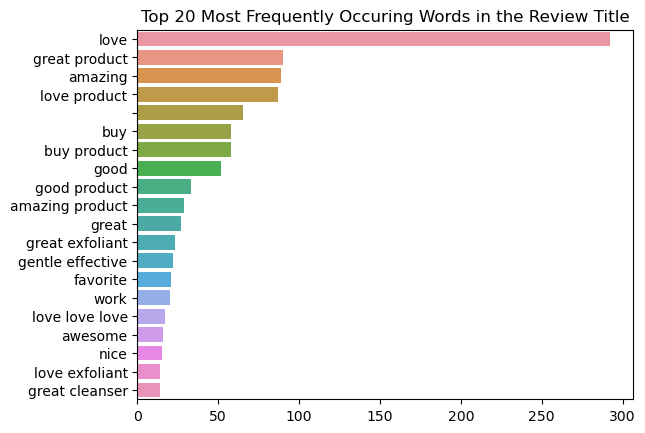 Top 20 Most Frequently Occuring Words in the Review Title
love
great product
amazing
love product
buy
buy product
good
good product
amazing product
great
great exfoliant
gentle effective
favorite
work
love love love
awesome
nice
love exfoliant
great cleanser
0 50 100 150 200 250 300